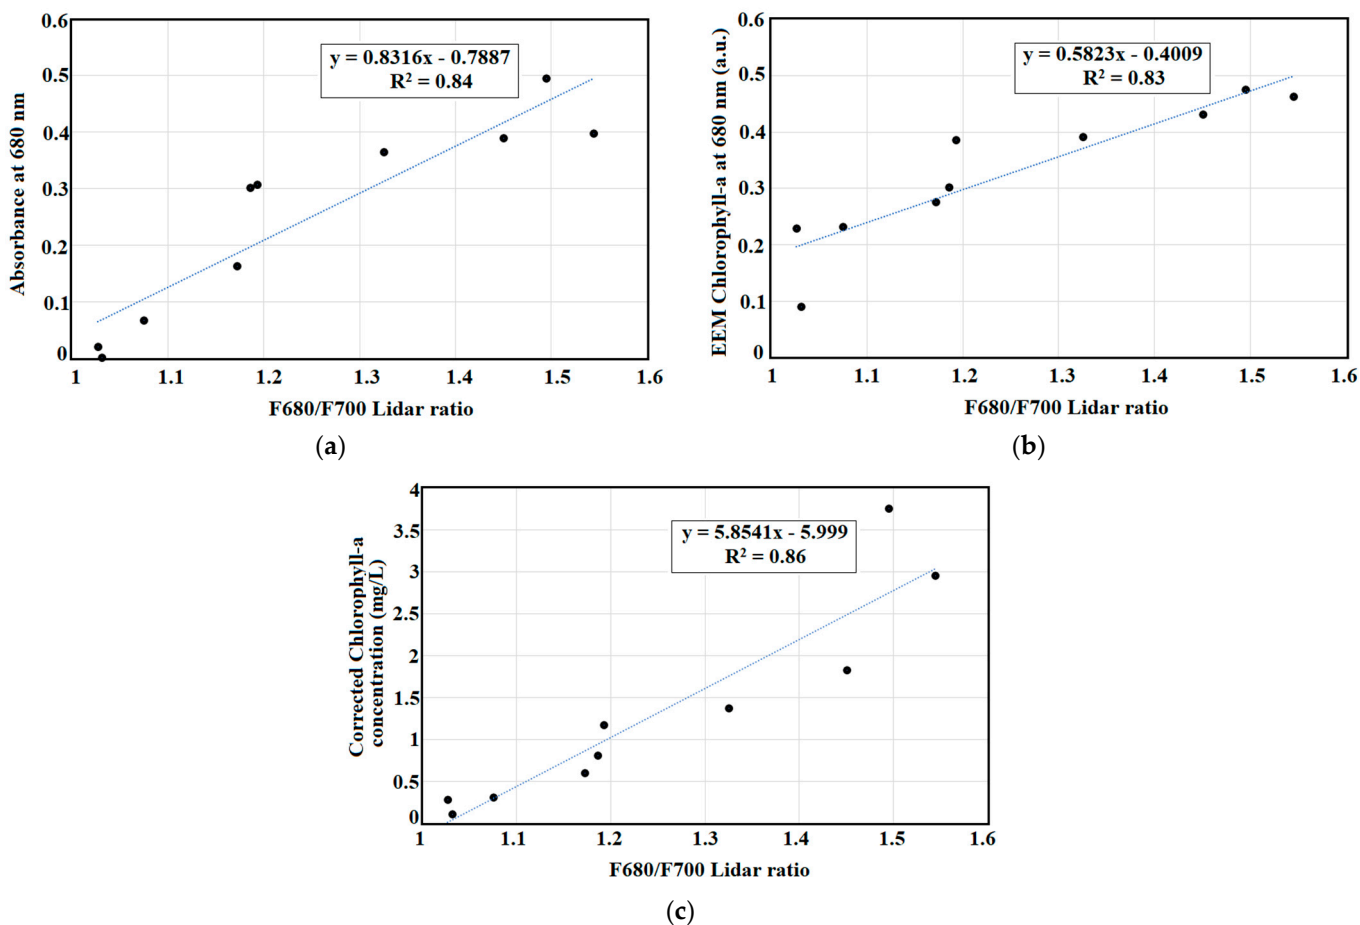 0.6
0.5
0.4
0.3
0.2
0.1
0
Absorbance at 680 nm
y = 0.8316x - 0.7887
R² = 0.84
1
1.1
1.2
1.3
1.4
1.5
1.6
F680/F700 Lidar ratio
(a)
0.6
0.5
0.4
0.3
0.2
0.1
0
EEM Chlorophyll-a at 680 nm (a.u.)
y = 0.5823x - 0.4009
R² = 0.83
1
1.1
1.2
1.3
1.4
1.5
1.6
F680/F700 Lidar ratio
(b)
4
3.5
3
2.5
2
1.5
1
0.5
0
Corrected Chlorophyll-a
concentration (mg/L)
y = 5.8541x - 5.999
R² = 0.86
1
1.1
1.2
1.3
1.4
1.5
1.6
F680/F700 Lidar ratio
(c)